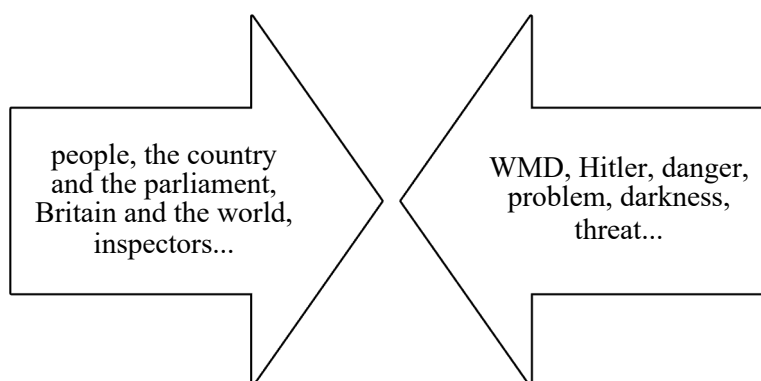 people, the country
and the parliament,
Britain and the world,
inspectors...
WMD, Hitler, danger,
problem, darkness,
threat...